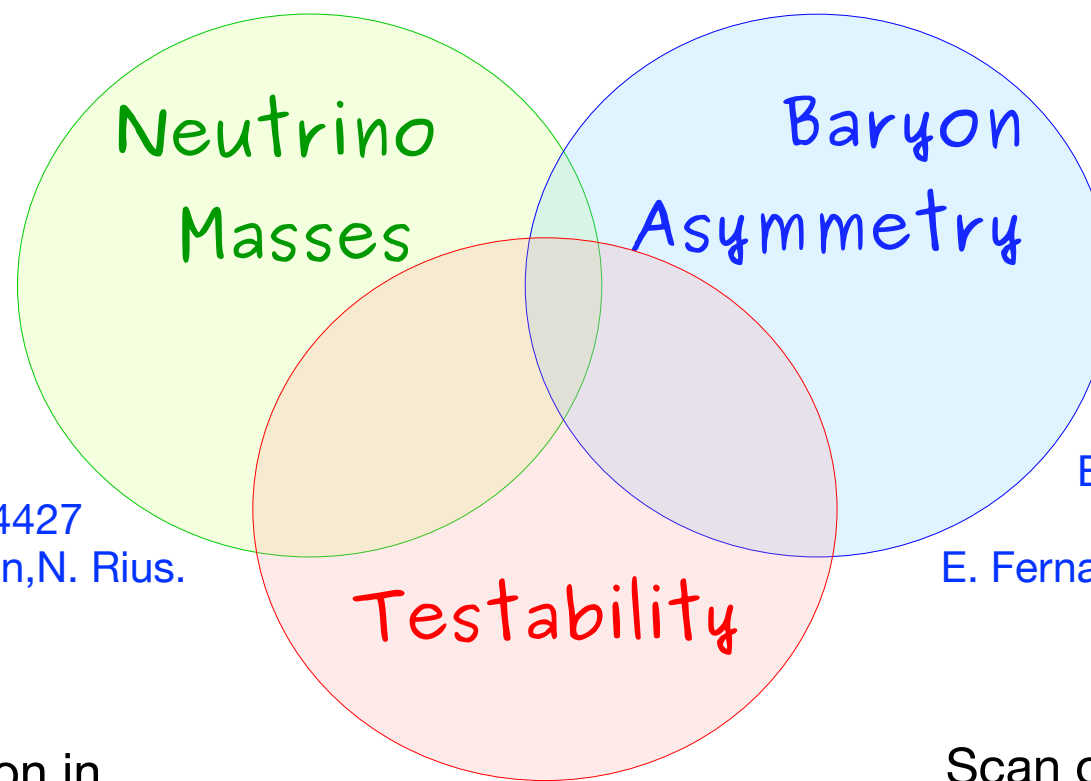 Neutrino
Masses
Baryon
Asymmetry
4427
n,N. Rius.
E. Ferna
Testability
on in
Scan